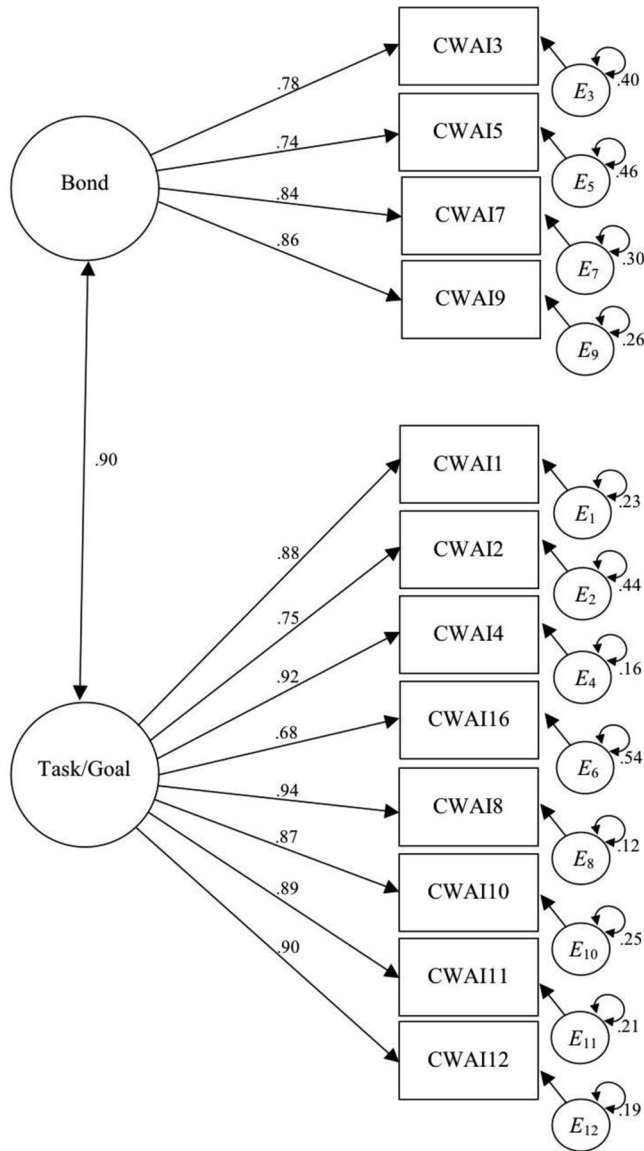 CWAI3
E3
.40
.78
CWAI5
E5
.46
.74
Bond
CWAI7
E7
.30
.84
CWAI9
E9
.26
.86
.90
CWAI1
E1
.23
.88
CWAI2
E2
.44
.75
CWAI4
E4
.16
.92
CWAI16
E6
.54
.68
Task/Goal
CWAI8
E8
.12
.94
CWAI10
E10
.25
.87
CWAI11
E11
.21
.89
CWAI12
E12
.19
.90